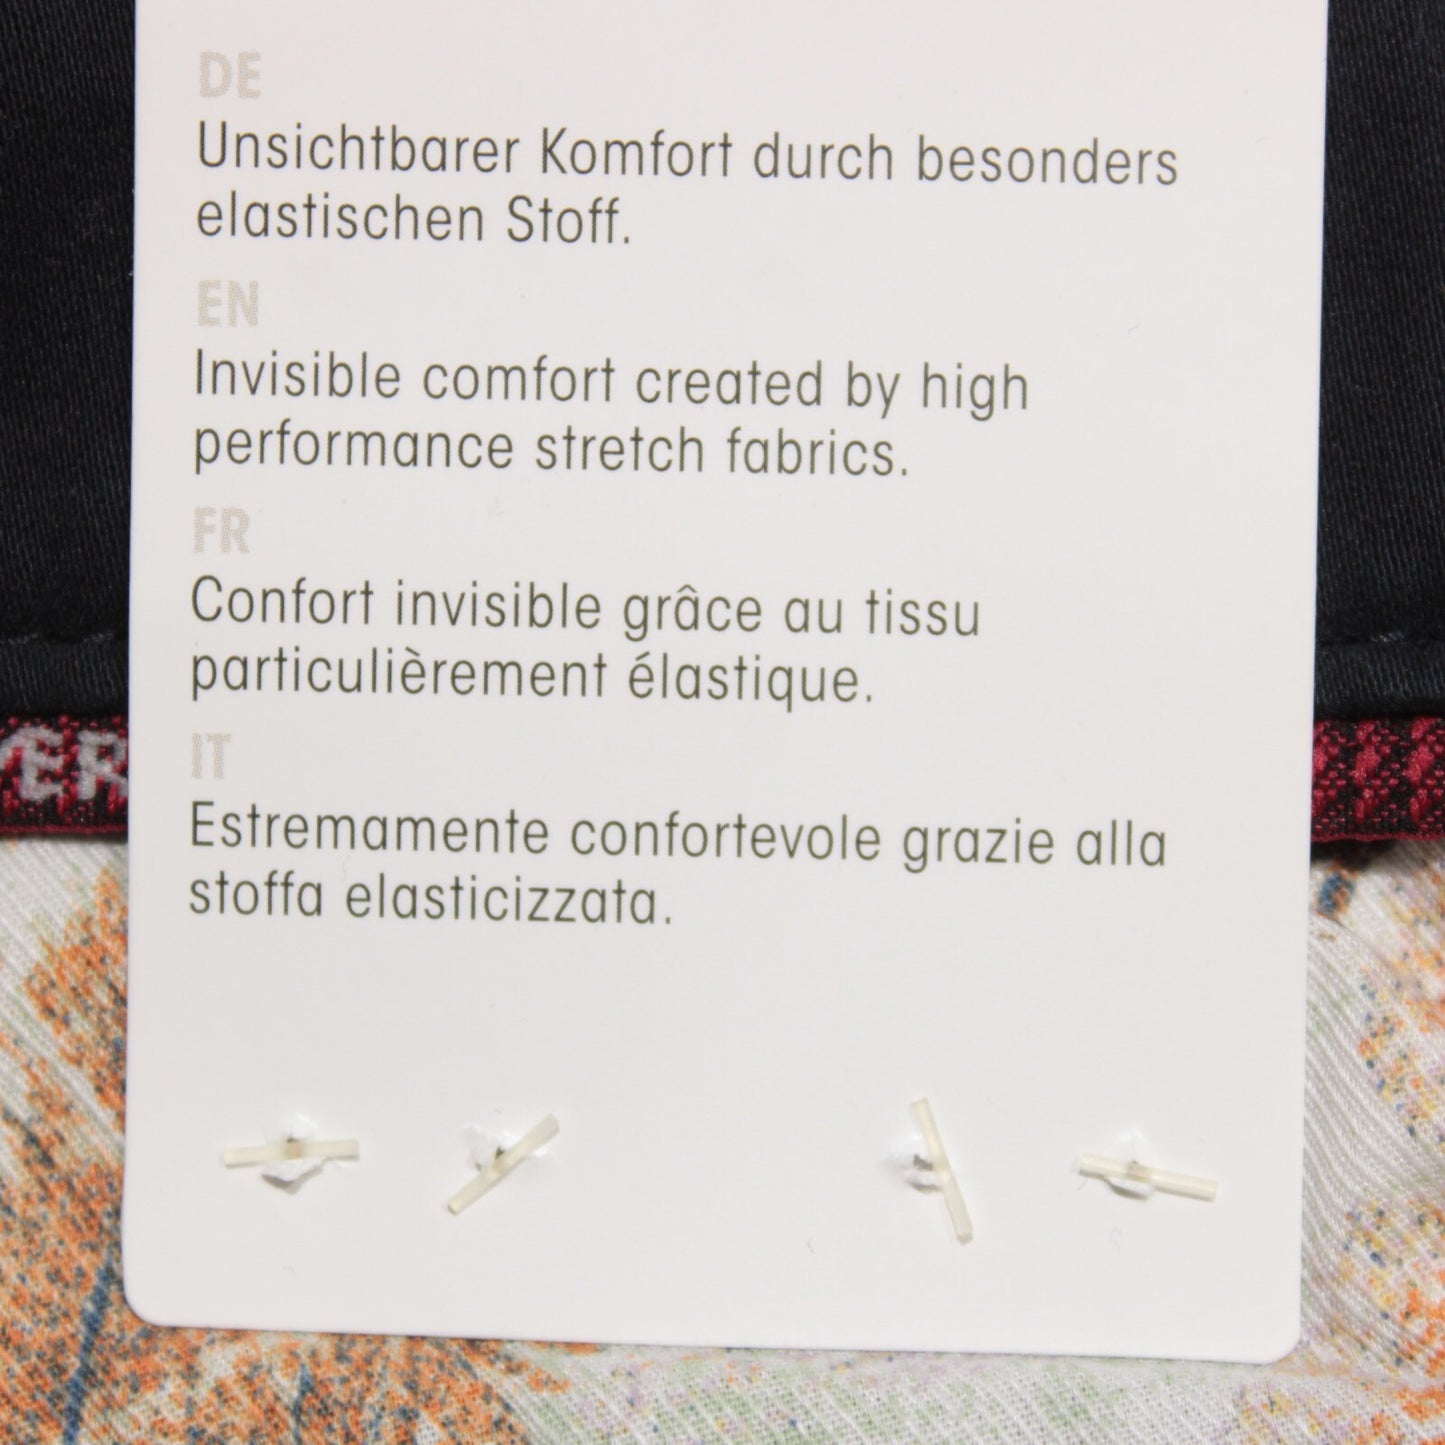 DE
Unsichtbarer Komfort durch besonders
elastischen Stoff.
EN
Invisible comfort created by high
performance stretch fabrics.
FR
Confort invisible grâce au tissu
particulièrement élastique.
IT
Estremamente confortevole grazie alla
stoffa elasticizzata.